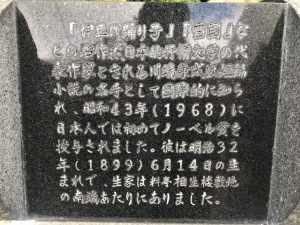 「伊豆の踊り子」『雪国』な
どの名作で日本を代表
表作家とされる川端康成は
小説の名手として国際的に知ら
れ、昭和43年(1968)に
日本人では初めてノーベル賞を
授与されました。彼は明治32
年(1899)6月14日の生
まれで、生家は料亭相生楼敷地
の南端あたりにありました。